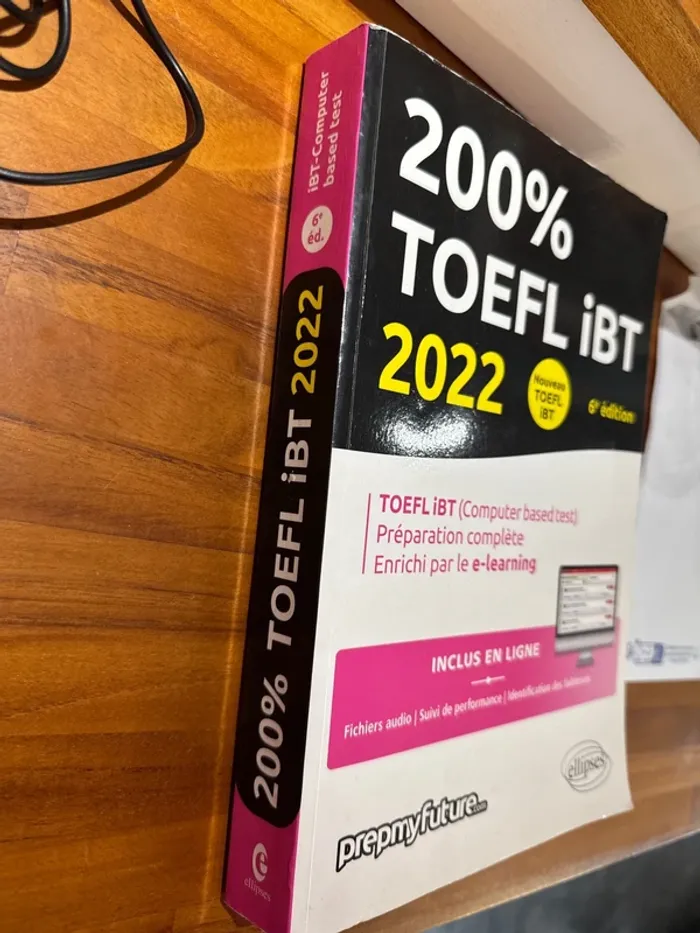 iBT-Computer
based test
6e
éd.
200% TOEFL iBT 2022
e
ellipses
200%
TOEFL iBT
2022
Nouveau
TOEFL
iBT
6e édition
TOEFL iBT (Computer based test)
Préparation complète
Enrichi par le e-learning
INCLUS EN LIGNE
Fichiers audio | Suivi de performance | Identification des faiblesses
ellipses
prepmyfuture.com